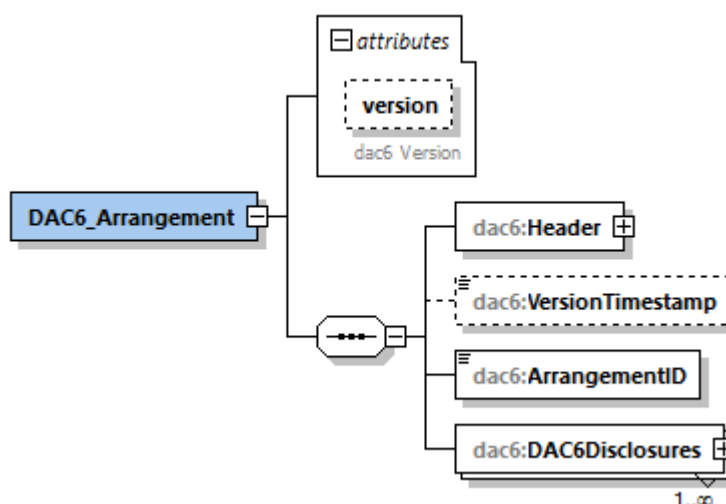 attributes
version
dac6 Version
DAC6_Arrangement
dac6:Header
dac6:VersionTimestamp
dac6:ArrangementID
dac6:DAC6Disclosures
1..∞